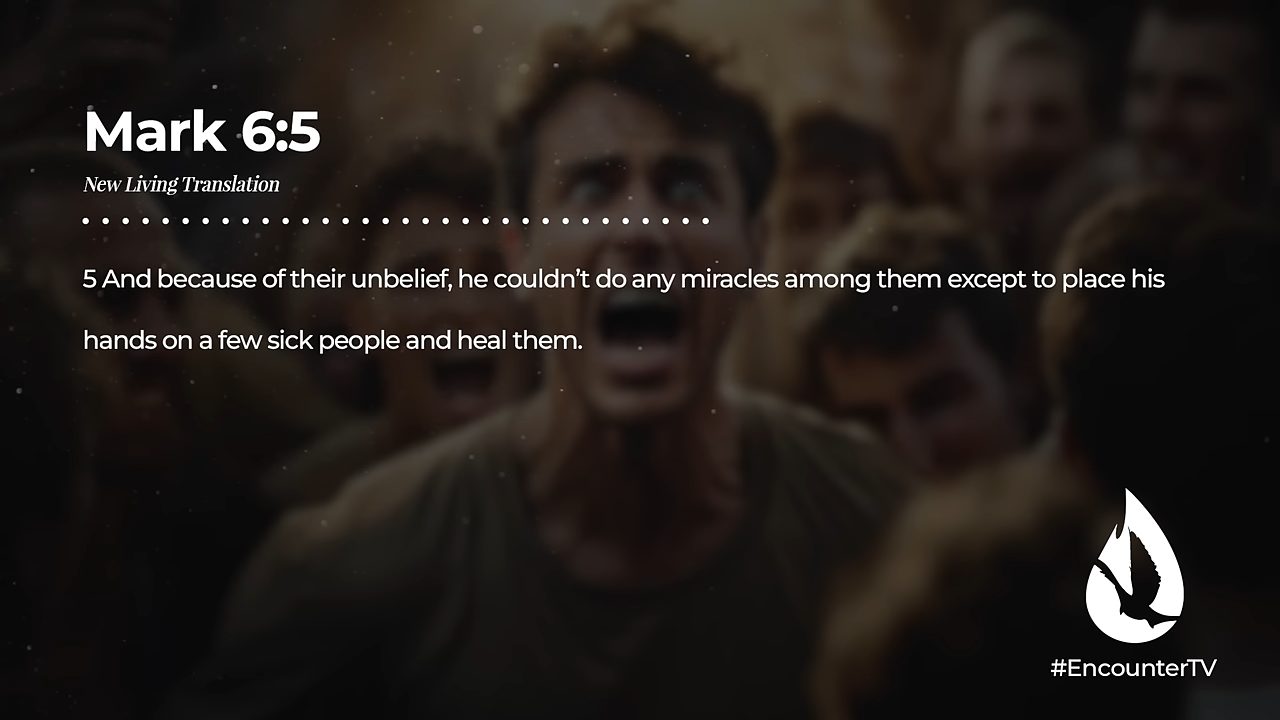 Mark 6:5
New Living Translation
5 And because of their unbelief, he couldn’t do any miracles among them except to place his
hands on a few sick people and heal them.
#EncounterTV